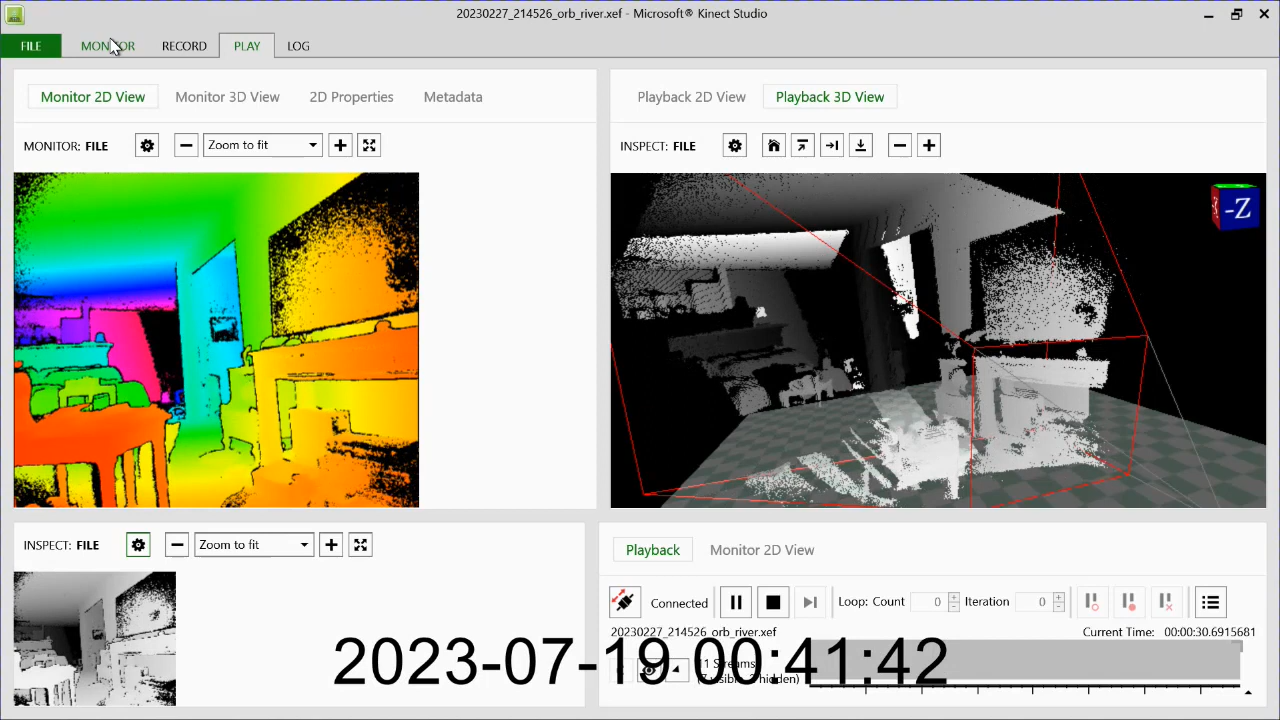 20230227_214526_orb_river.xef - Microsoft® Kinect Studio
FILE MONITOR RECORD PLAY LOG
Monitor 2D View Monitor 3D View 2D Properties Metadata
Playback 2D View Playback 3D View
MONITOR: FILE Zoom to fit
INSPECT: FILE
-Z
INSPECT: FILE Zoom to fit
Playback Monitor 2D View
Connected Loop: Count 0 Iteration 0
20230227_214526_orb_river.xef Current Time: 00:00:30.6915681
2023-07-19 00:41:42
Streams
hidden)